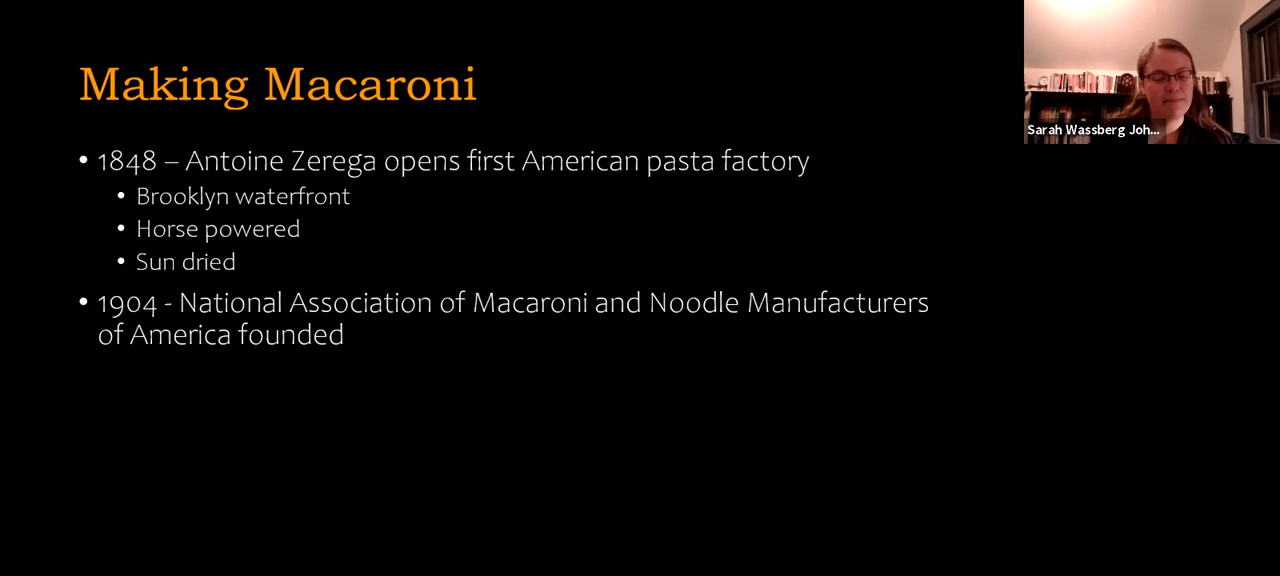 Making Macaroni
• 1848 – Antoine Zerega opens first American pasta factory
• Brooklyn waterfront
• Horse powered
• Sun dried
• 1904 - National Association of Macaroni and Noodle Manufacturers
of America founded
Sarah Wassberg Joh...